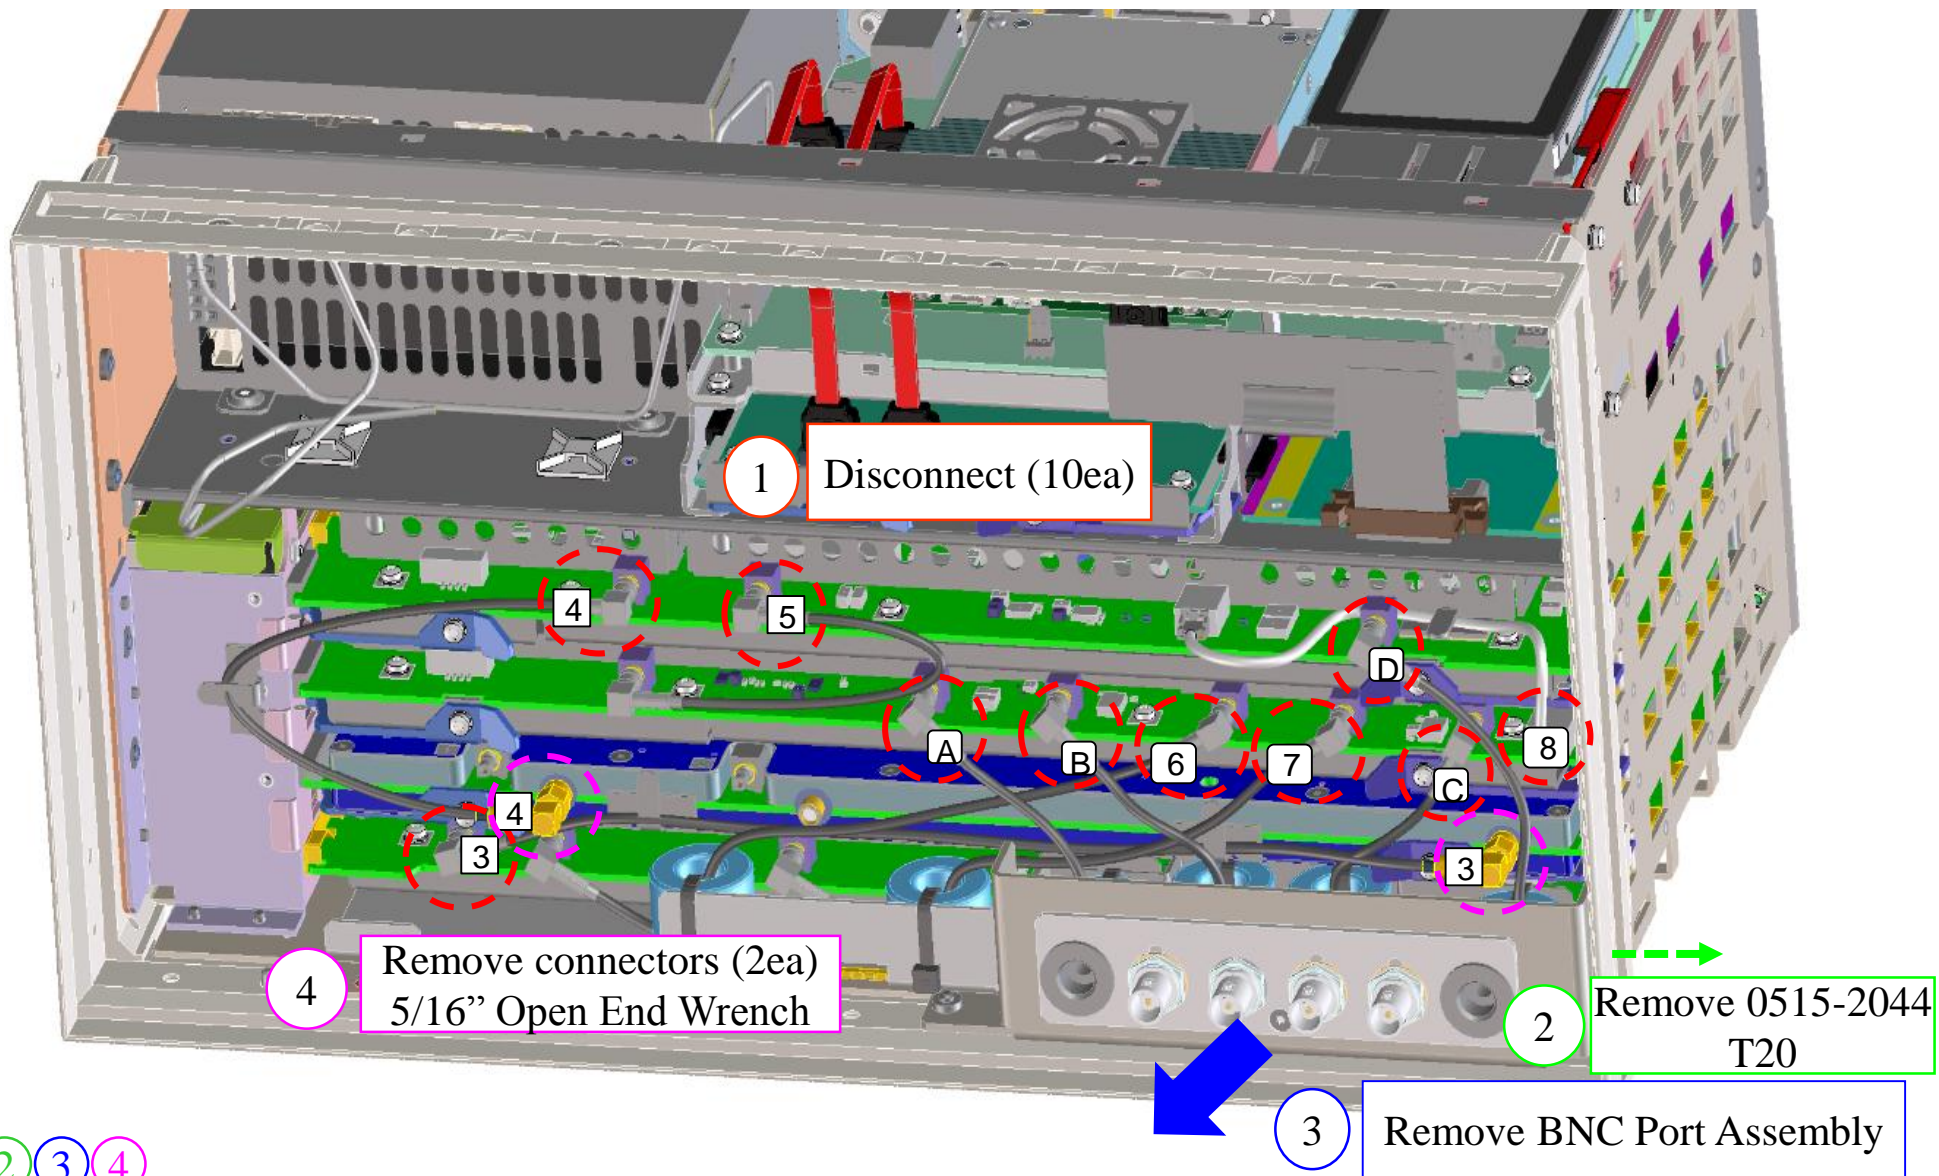 1 Disconnect (10ea)
4
5
D
A
B
6
7
C
8
4
3
3
4 Remove connectors (2ea)
5/16” Open End Wrench
2 Remove 0515-2044
T20
3 Remove BNC Port Assembly
2 3 4